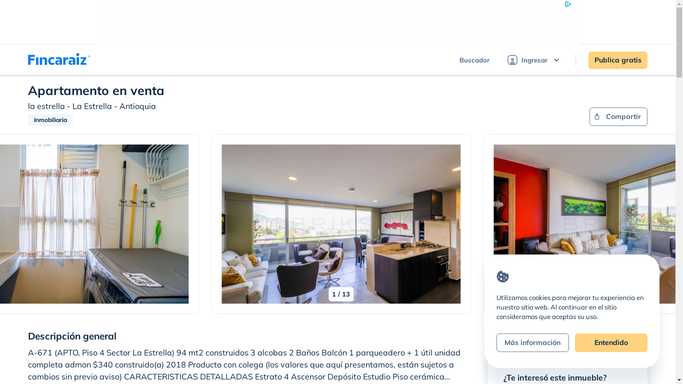 Fincaraíz
Buscador
Ingresar
Publica gratis
Apartamento en venta
la estrella - La Estrella - Antioquia
Inmobiliaria
Compartir
1 / 13
Utilizamos cookies para mejorar tu experiencia en
nuestro sitio web. Al continuar en el sitio
consideramos que aceptas su uso.
Más información
Entendido
Descripción general
A-671 (APTO, Piso 4 Sector La Estrella) 94 mt2 construidos 3 alcobas 2 Baños Balcón 1 parqueadero + 1 útil unidad
completa admon $340 construido(a) 2018 Producto con colega (los valores que aquí presentamos, están sujetos a
cambios sin previo aviso) CARACTERISTICAS DETALLADAS Estrato 4 Ascensor Depósito Estudio Piso cerámica...
¿Te interesó este inmueble?